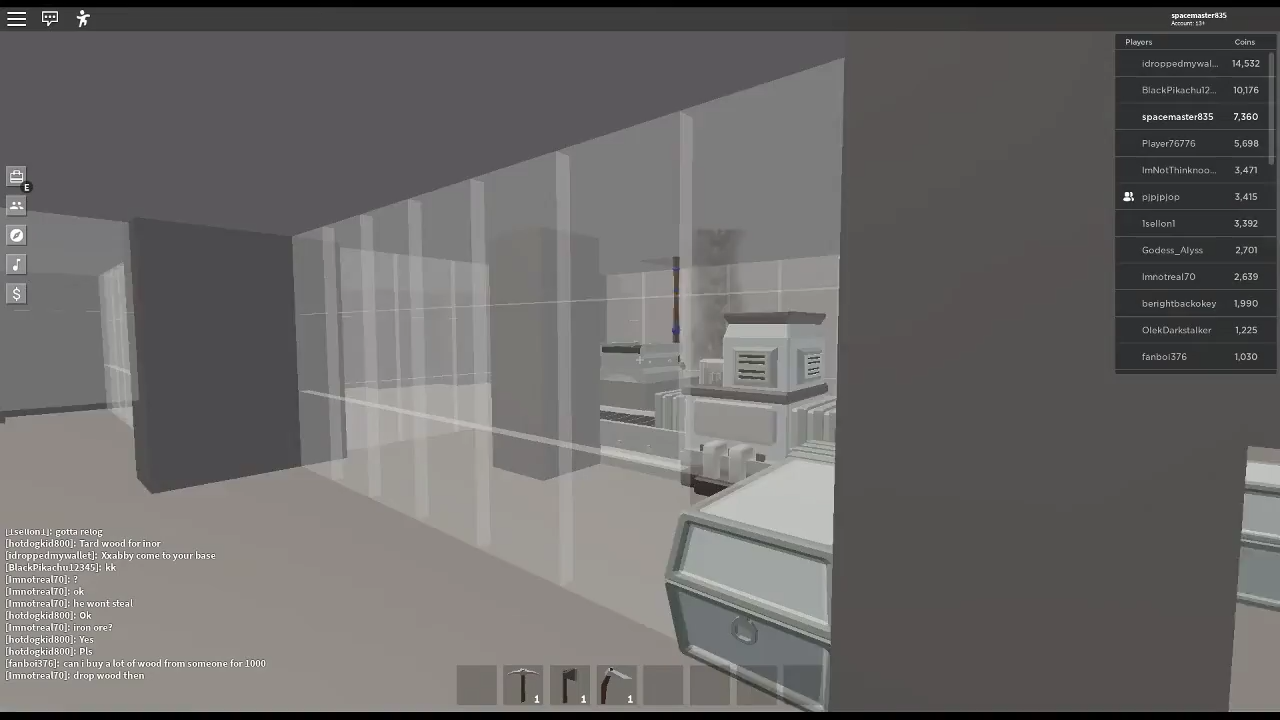 spacemaster835
Account: 13+
Players Coins
idroppedmywal... 14,532
BlackPikachu12... 10,176
spacemaster835 7,360
Player76776 5,698
ImNotThinknoo... 3,471
pjpjpjop 3,415
1sellon1 3,392
Godess_Alyss 2,701
Imnotreal70 2,639
berightbackokey 1,990
OlekDarkstalker 1,225
fanboi376 1,030
E
$
[1sellon1]: gotta relog
[hotdogkid800]: Tard wood for inor
[idroppedmywallet]: Xxabby come to your base
[BlackPikachu12345]: kk
[Imnotreal70]: ?
[Imnotreal70]: ok
[Imnotreal70]: he wont steal
[hotdogkid800]: Ok
[Imnotreal70]: iron ore?
[hotdogkid800]: Yes
[hotdogkid800]: Pls
[fanboi376]: can i buy a lot of wood from someone for 1000
[Imnotreal70]: drop wood then
1 1 1